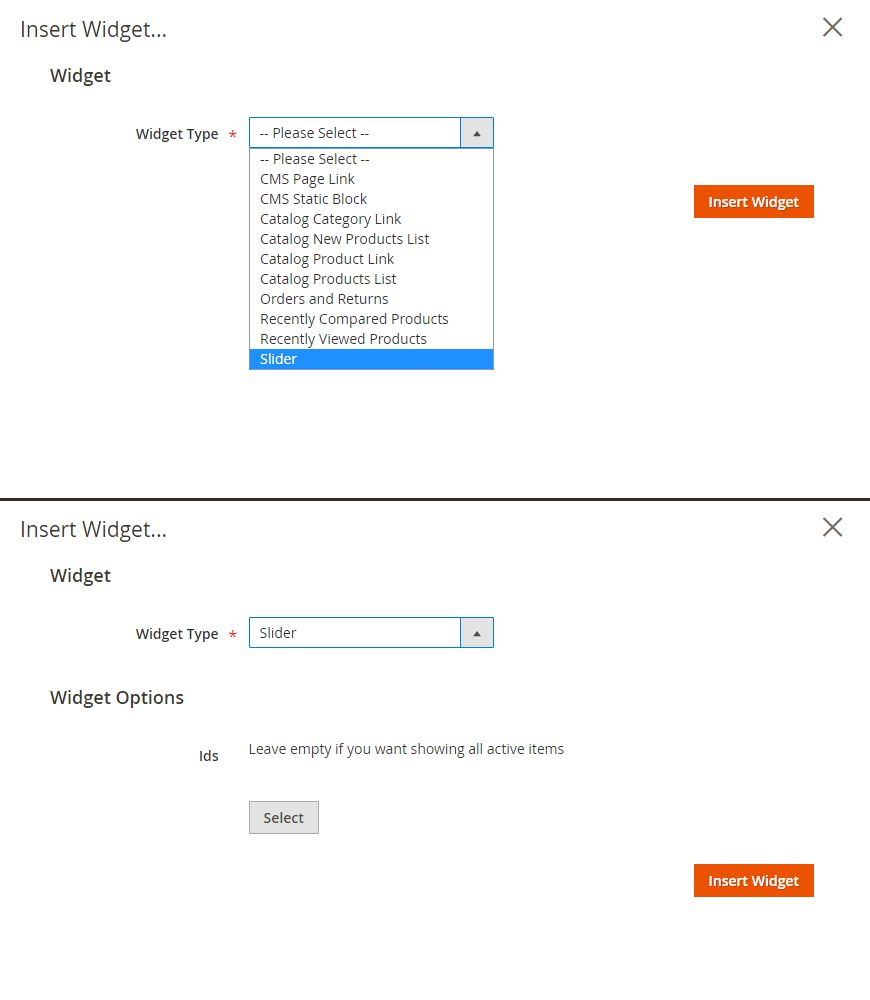 Insert Widget...
Widget
Widget Type *
-- Please Select --
-- Please Select --
CMS Page Link
CMS Static Block
Catalog Category Link
Catalog New Products List
Catalog Product Link
Catalog Products List
Orders and Returns
Recently Compared Products
Recently Viewed Products
Slider
Insert Widget
Insert Widget...
Widget
Widget Type *
Slider
Widget Options
Ids
Leave empty if you want showing all active items
Select
Insert Widget